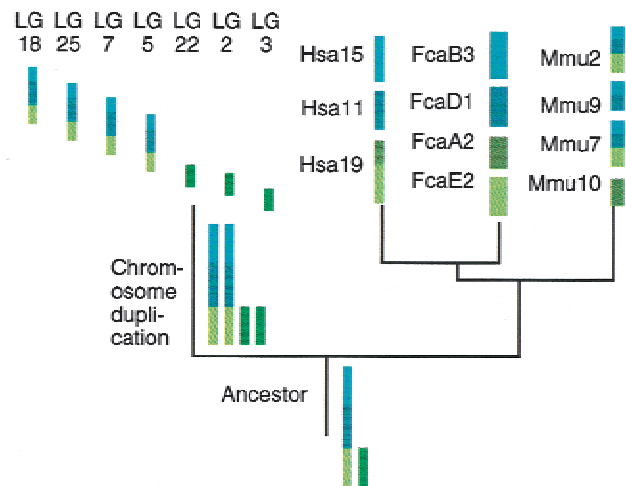 LG LG LG LG LG LG LG
18 25 7 5 22 2 3
Hsa15 FcaB3 Mmu2
Hsa11 FcaD1 Mmu9
Hsa19 FcaA2 Mmu7
FcaE2 Mmu10
Chrom-
osome
dupli-
cation
Ancestor